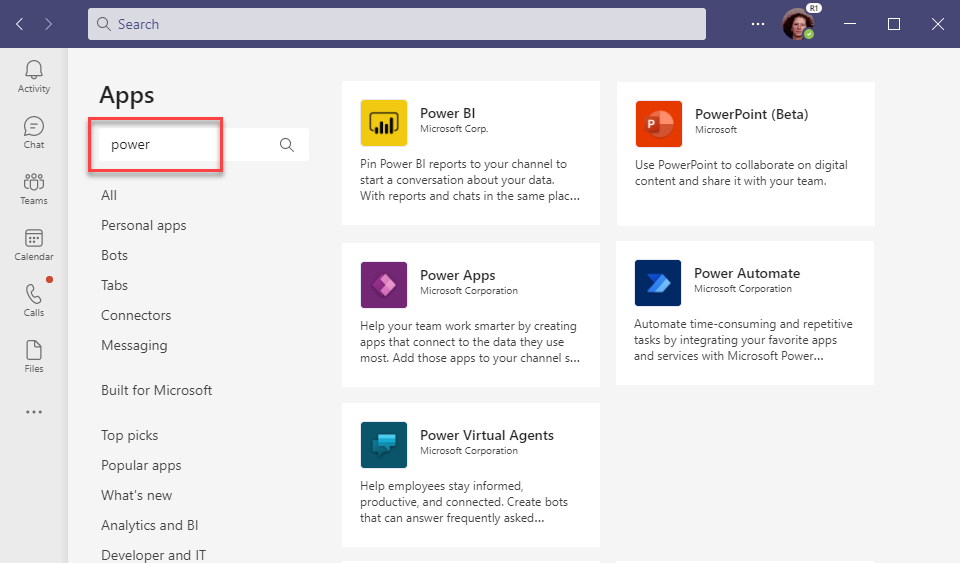 Search
R1
Activity
Chat
Teams
Calendar
Calls
Files
Apps
power
All
Personal apps
Bots
Tabs
Connectors
Messaging
Built for Microsoft
Top picks
Popular apps
What's new
Analytics and BI
Developer and IT
Power BI
Microsoft Corp.
Pin Power BI reports to your channel to
start a conversation about your data.
With reports and chats in the same plac...
P
PowerPoint (Beta)
Microsoft
Use PowerPoint to collaborate on digital
content and share it with your team.
Power Apps
Microsoft Corporation
Help your team work smarter by creating
apps that connect to the data they use
most. Add those apps to your channel s...
Power Automate
Microsoft Corporation
Automate time-consuming and repetitive
tasks by integrating your favorite apps
and services with Microsoft Power...
Power Virtual Agents
Microsoft Corporation
Help employees stay informed,
productive, and connected. Create bots
that can answer frequently asked...